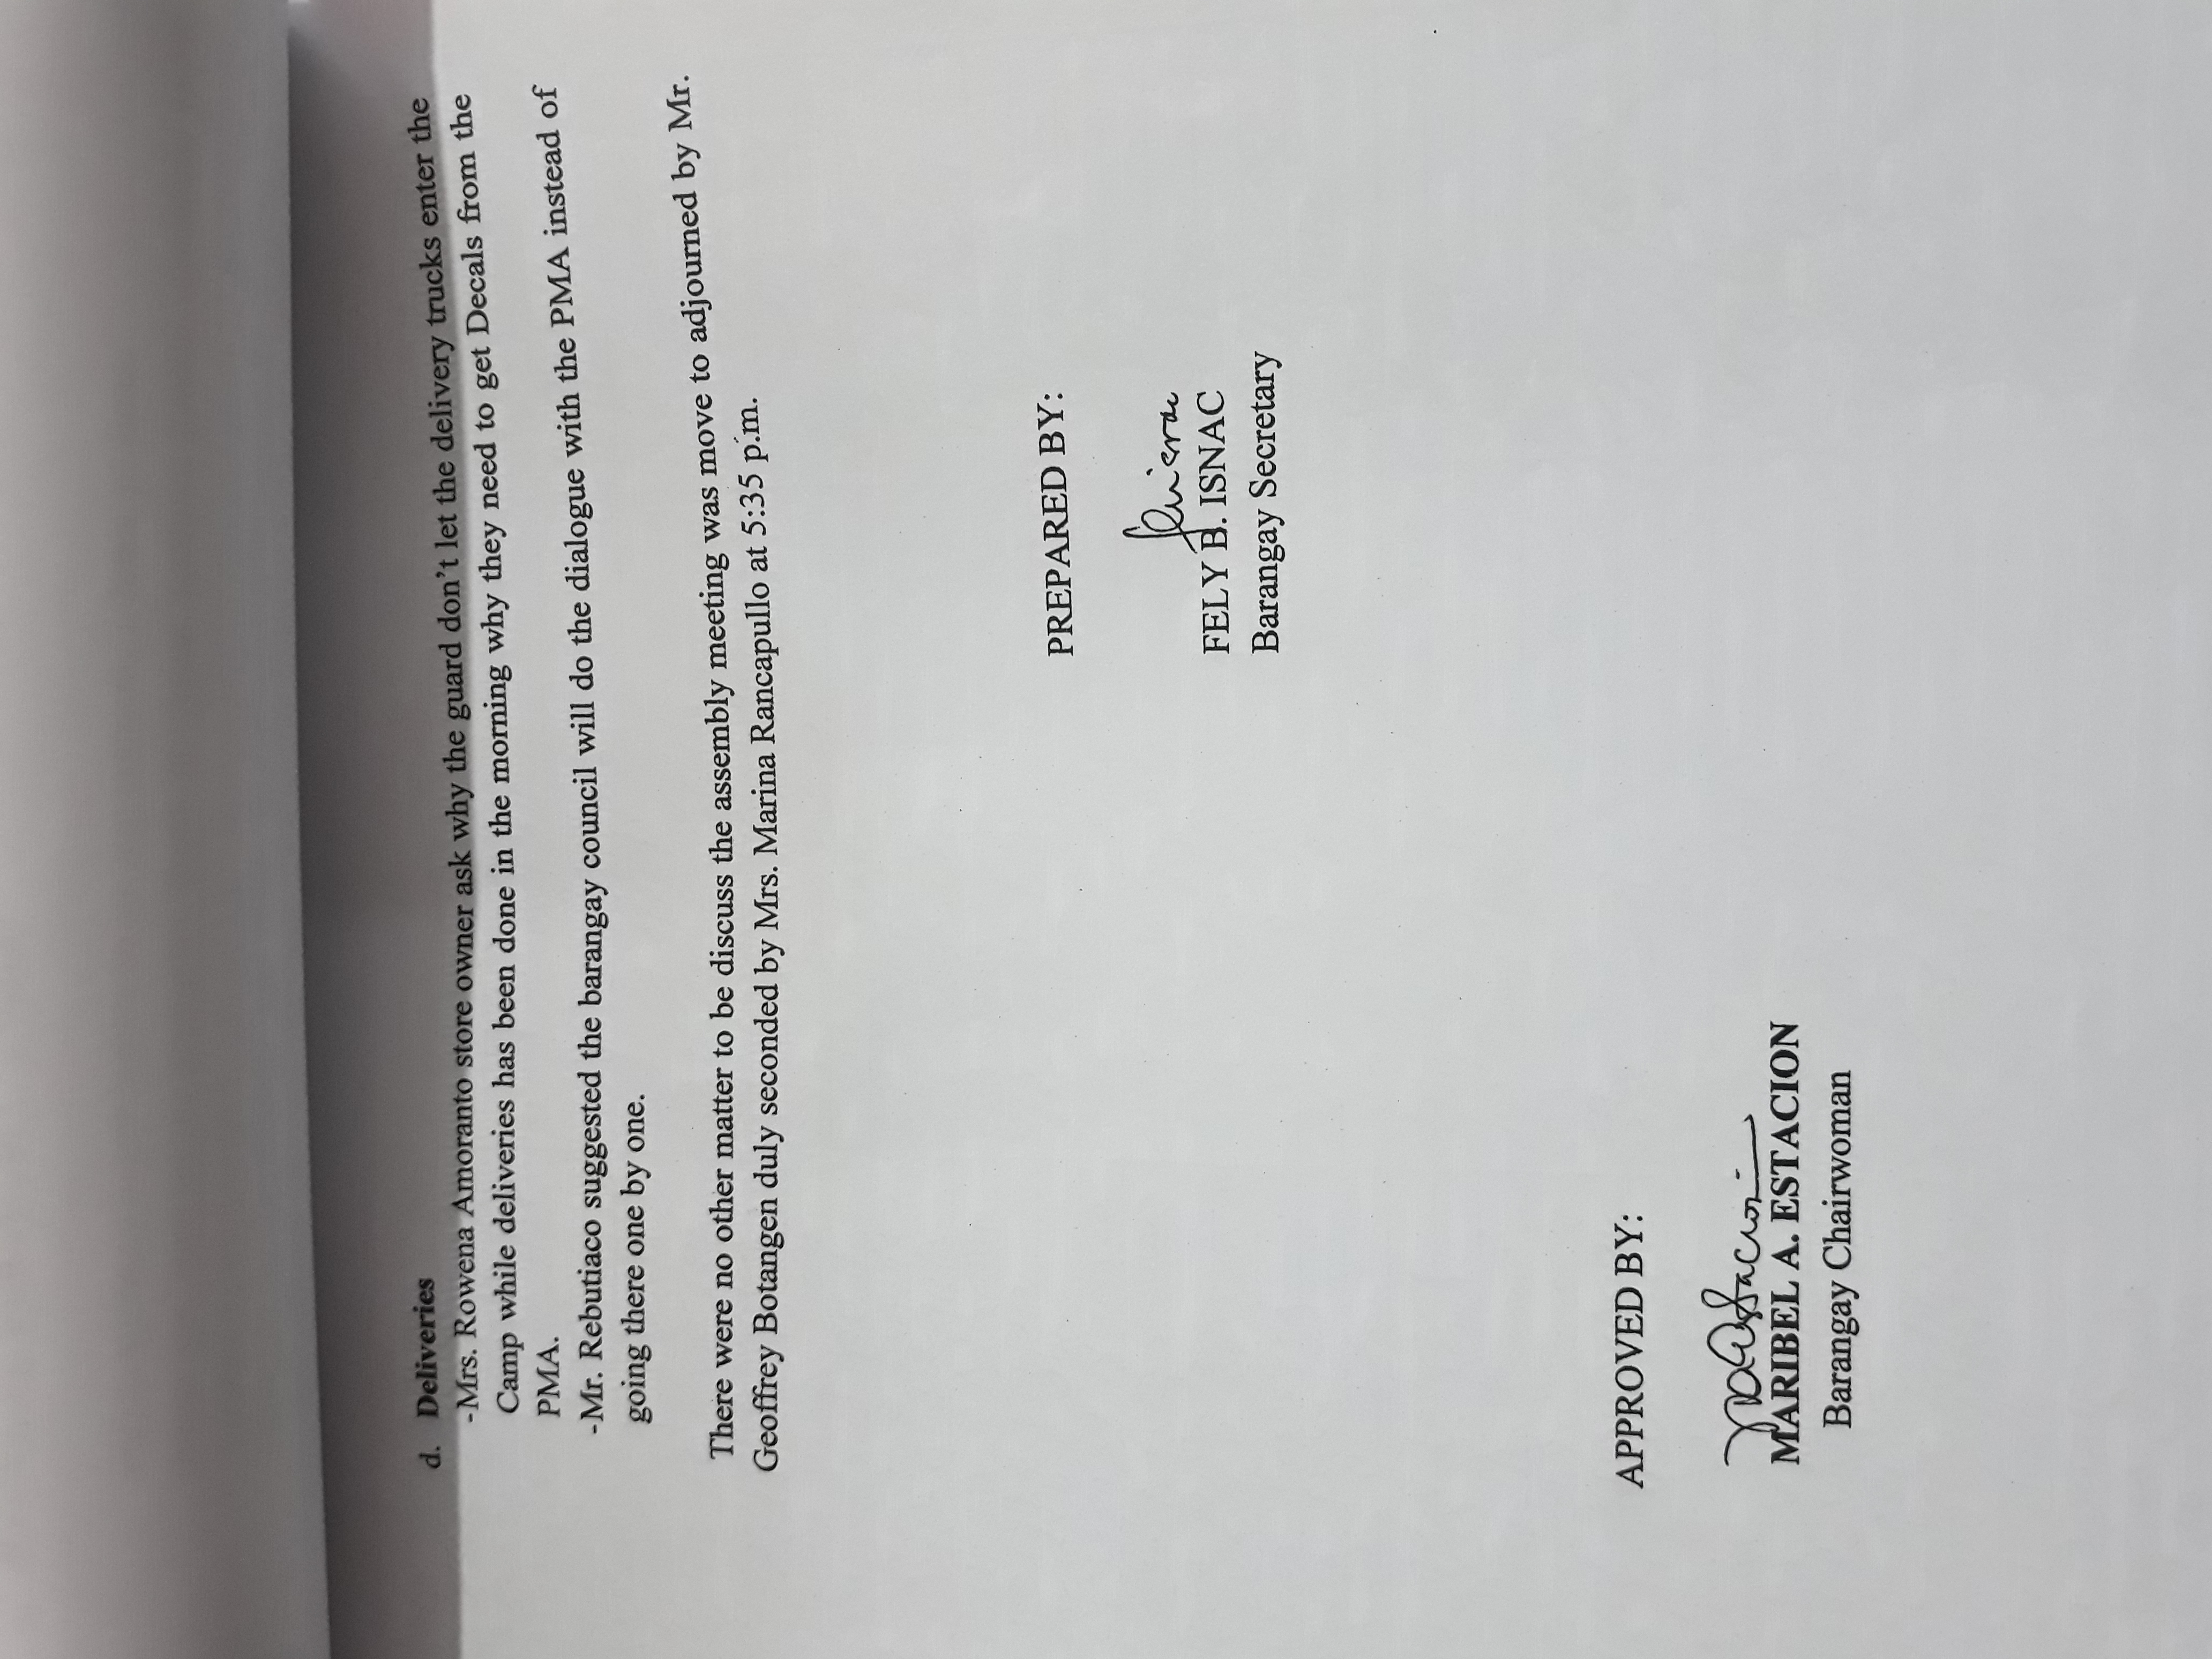 d. Deliveries
-Mrs. Rowena Amoranto store owner ask why the guard don't let the delivery trucks enter the
Camp while deliveries has been done in the morning why they need to get Decals from the
PMA.
-Mr. Rebutiaco suggested the barangay council will do the dialogue with the PMA instead of
going there one by one.
There were no other matter to be discuss the assembly meeting was move to adjourned by Mr.
Geoffrey Botangen duly seconded by Mrs. Marina Rancapullo at 5:35 p.m.
PREPARED BY:
FELY B. ISNAC
Barangay Secretary
APPROVED BY:
MARIBEL A. ESTACION
Barangay Chairwoman